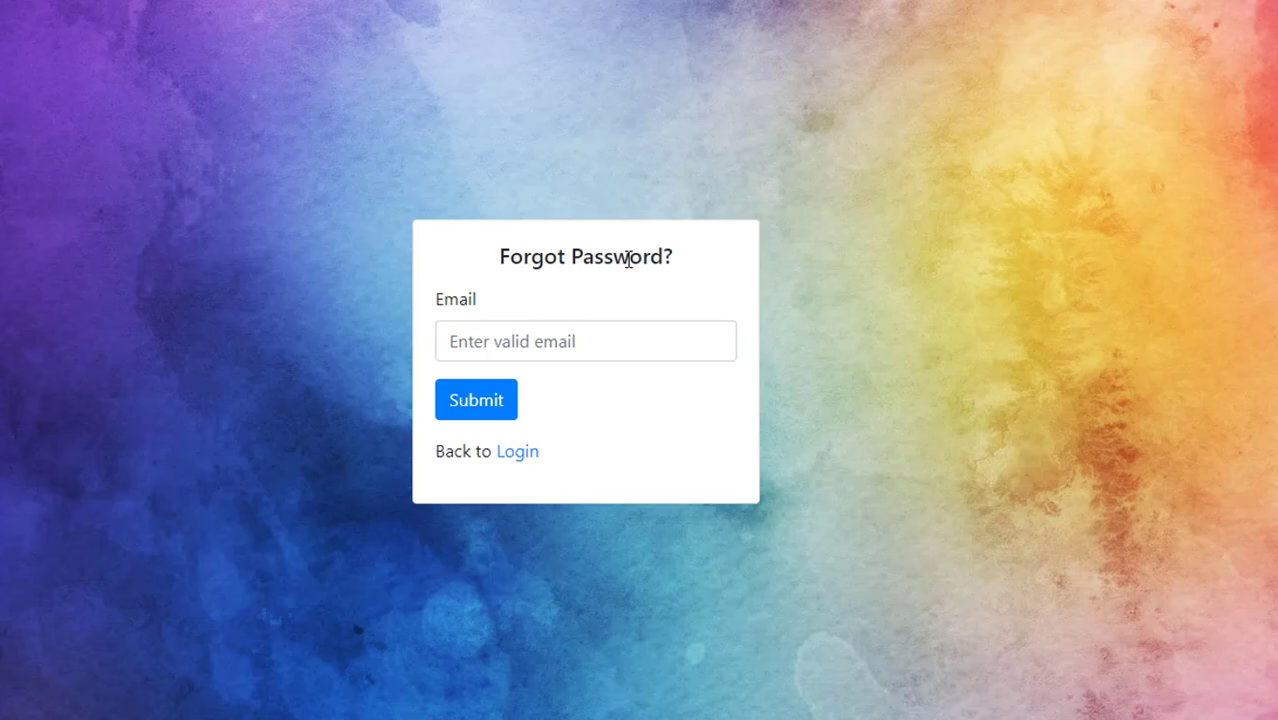 Forgot Password?
Email
Enter valid email
Submit
Back to Login